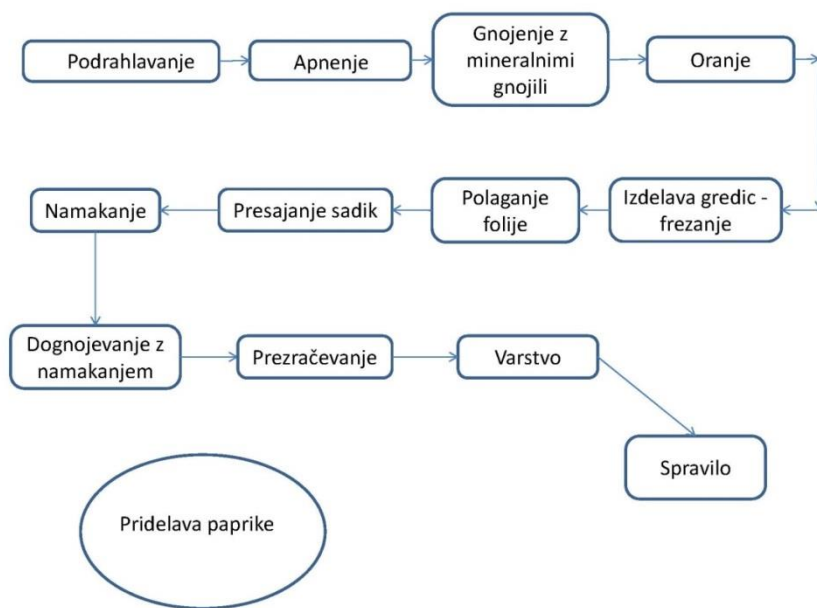 Podrahlavanje
Apnenje
Gnojenje z
mineralnimi
gnojili
Oranje
Izdelava gredic -
frezanje
Polaganje
folije
Presajanje sadik
Namakanje
Dognojevanje z
namakanjem
Prezračevanje
Varstvo
Spravilo
Pridelava paprike